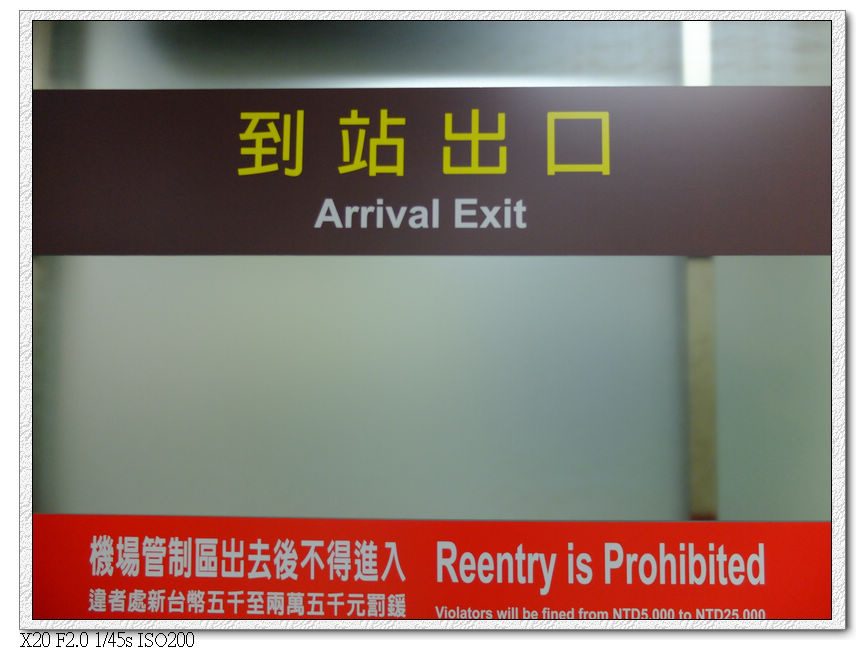 到站出口
Arrival Exit
機場管制區出去後不得進入
Reentry is Prohibited
違者處新台幣五千至兩萬五千元罰鍰
Violators will be fined from NTD5,000 to NTD25,000
X20 F2.0 1/45s ISO200